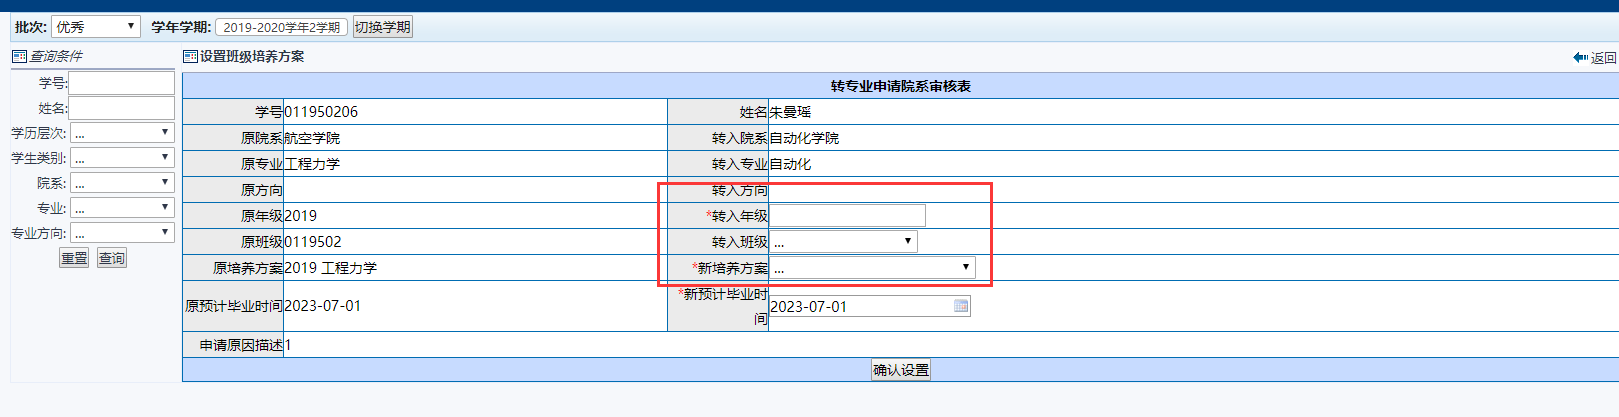 批次: 优秀 学年学期: 2019-2020学年2学期 切换学期
查询条件
学号:
姓名:
学历层次: ...
学生类别: ...
院系: ...
专业: ...
专业方向: ...
重置 查询
设置班级培养方案 返回
转专业申请院系审核表
学号 011950206 姓名 朱曼瑶
原院系 航空学院 转入院系 自动化学院
原专业 工程力学 转入专业 自动化
原方向 转入方向
原年级 2019 *转入年级
原班级 0119502 转入班级 ...
原培养方案 2019 工程力学 *新培养方案 ...
原预计毕业时间 2023-07-01 *新预计毕业时
间 2023-07-01
申请原因描述 1
确认设置